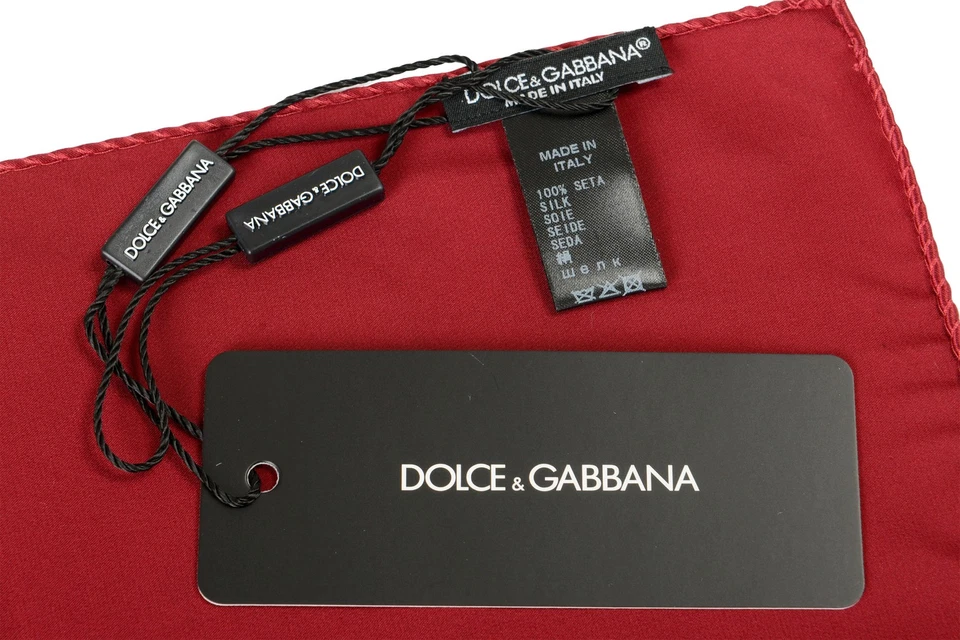 DOLCE&GABBANA®
MADE IN ITALY
MADE IN
ITALY
100% SETA
SILK
SOIE
SEIDE
SEDA
絹
шелк
DOLCE&GABBANA
DOLCE&GABBANA
DOLCE&GABBANA